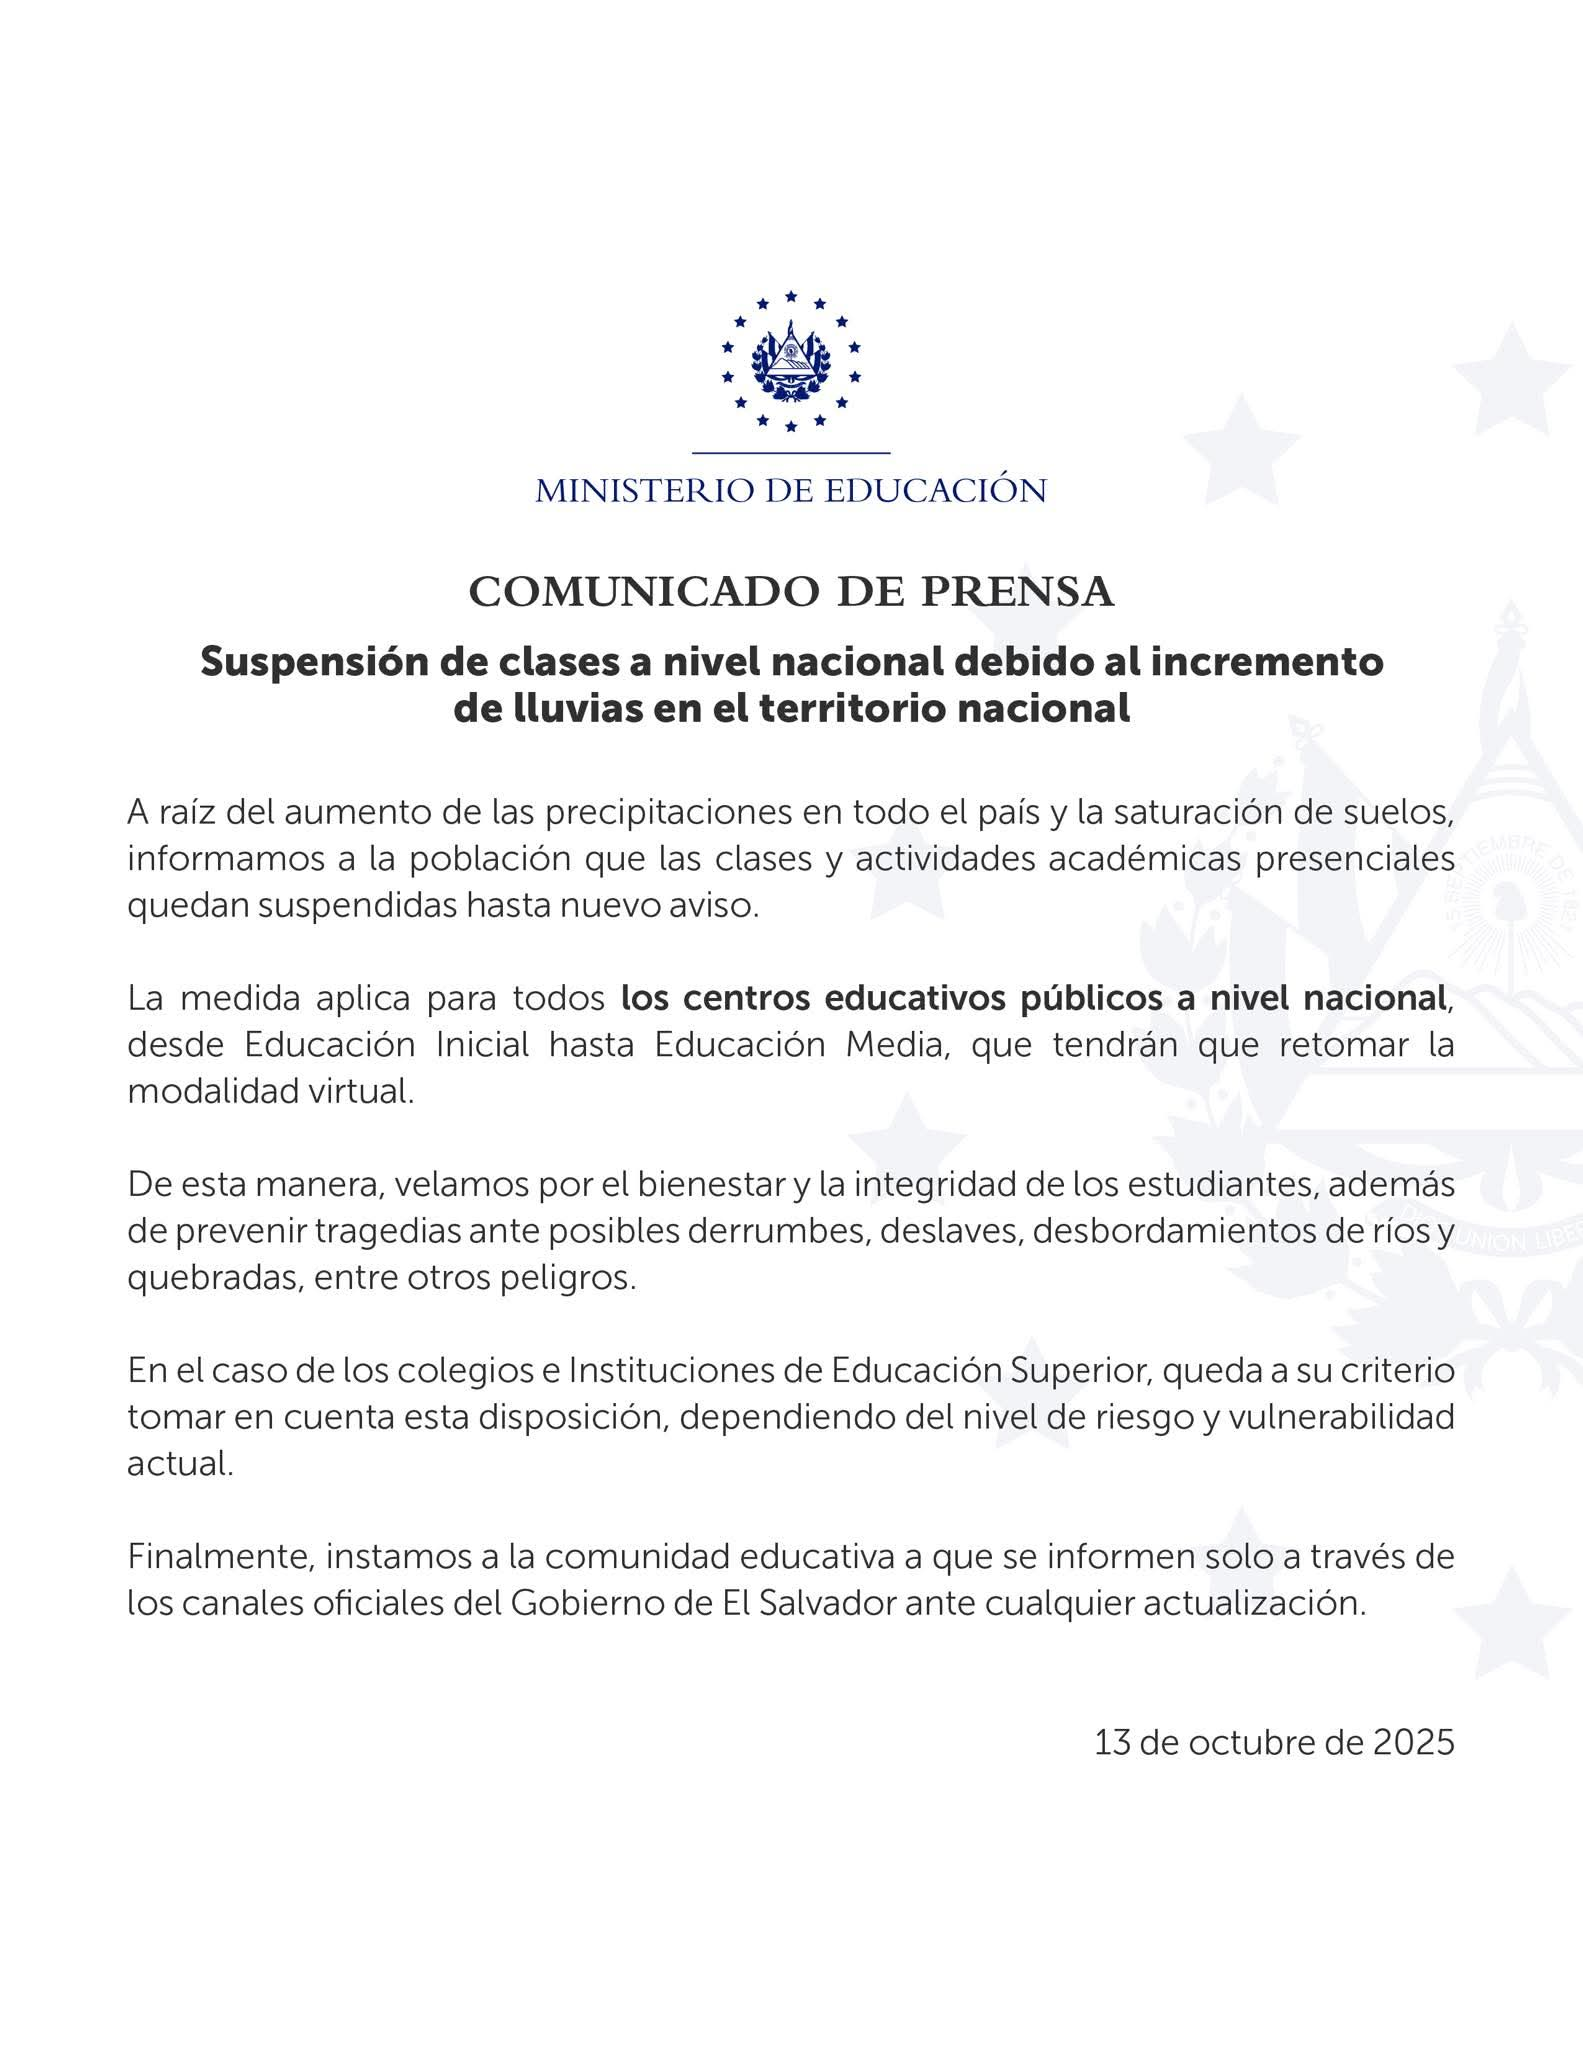 MINISTERIO DE EDUCACIÓN
COMUNICADO DE PRENSA
Suspensión de clases a nivel nacional debido al incremento
de lluvias en el territorio nacional
A raíz del aumento de las precipitaciones en todo el país y la saturación de suelos,
informamos a la población que las clases y actividades académicas presenciales
quedan suspendidas hasta nuevo aviso.
La medida aplica para todos los centros educativos públicos a nivel nacional,
desde Educación Inicial hasta Educación Media, que tendrán que retomar la
modalidad virtual.
De esta manera, velamos por el bienestar y la integridad de los estudiantes, además
de prevenir tragedias ante posibles derrumbes, deslaves, desbordamientos de ríos y
quebradas, entre otros peligros.
En el caso de los colegios e Instituciones de Educación Superior, queda a su criterio
tomar en cuenta esta disposición, dependiendo del nivel de riesgo y vulnerabilidad
actual.
Finalmente, instamos a la comunidad educativa a que se informen solo a través de
los canales oficiales del Gobierno de El Salvador ante cualquier actualización.
13 de octubre de 2025